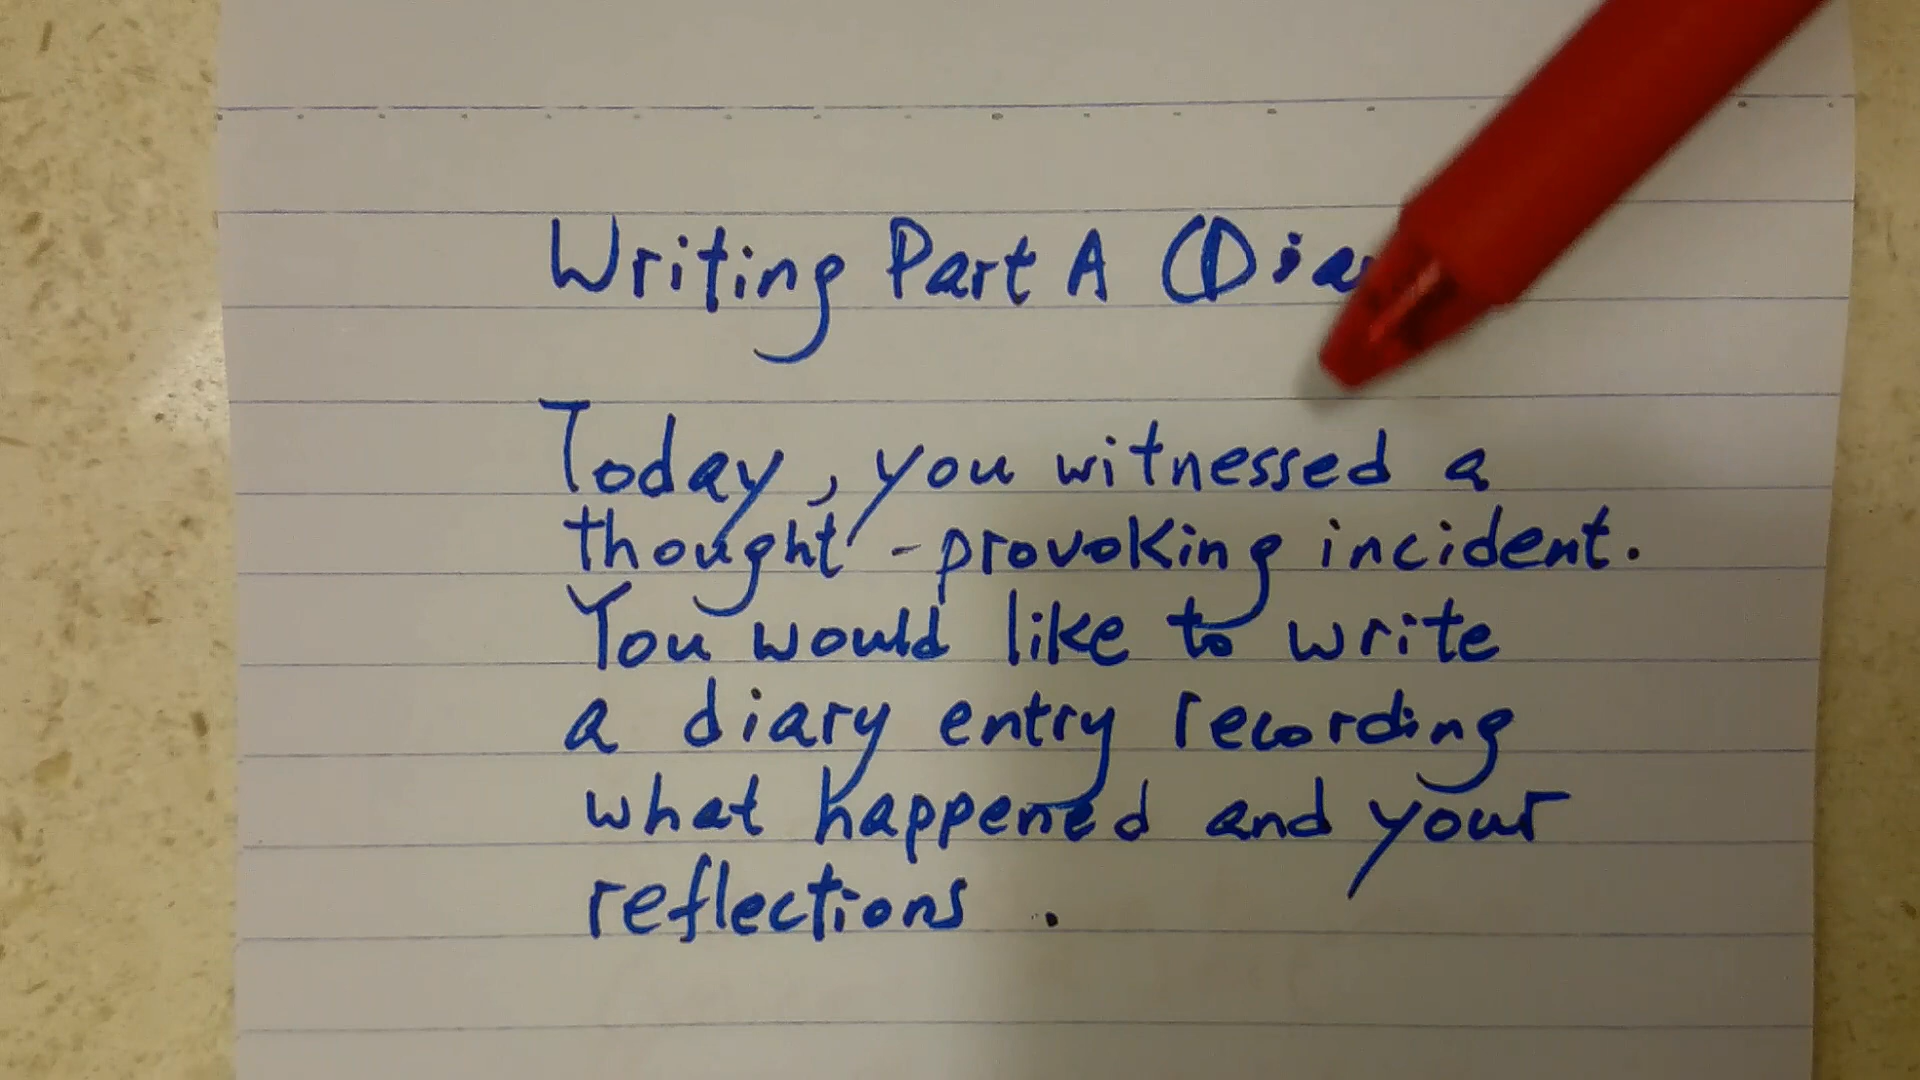 Writing Part A (Dia
Today, you witnessed a
thought-provoking incident.
You would like to write
a diary entry recording
what happened and your
reflections.